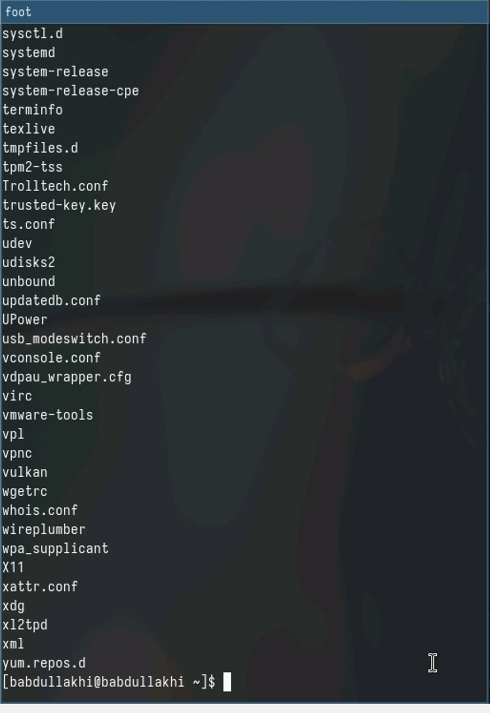 foot
sysctl.d
systemd
system-release
system-release-cpe
terminfo
texlive
tmpfiles.d
tpm2-tss
Trolltech.conf
trusted-key.key
ts.conf
udev
udisks2
unbound
updatedb.conf
UPower
usb_modeswitch.conf
vconsole.conf
vdpau_wrapper.cfg
virc
vmware-tools
vpl
vpnc
vulkan
wgetrc
whois.conf
wireplumber
wpa_supplicant
X11
xattr.conf
xdg
xl2tpd
xml
yum.repos.d
[babdullakhi@babdullakhi ~]$